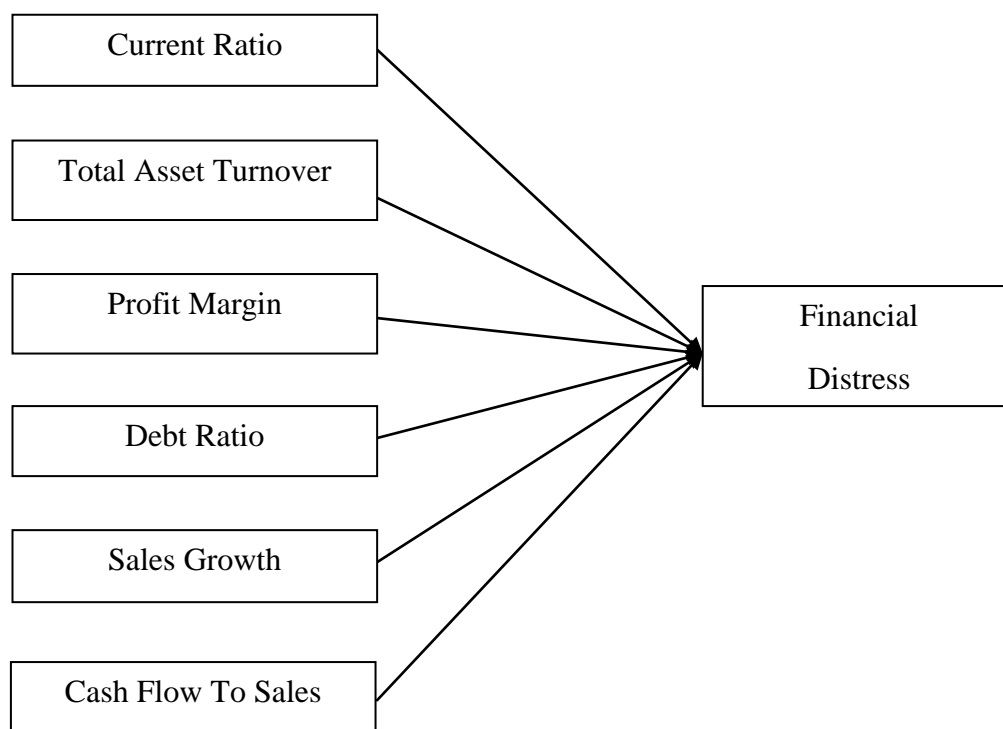 Current Ratio
Total Asset Turnover
Profit Margin
Financial
Distress
Debt Ratio
Sales Growth
Cash Flow To Sales